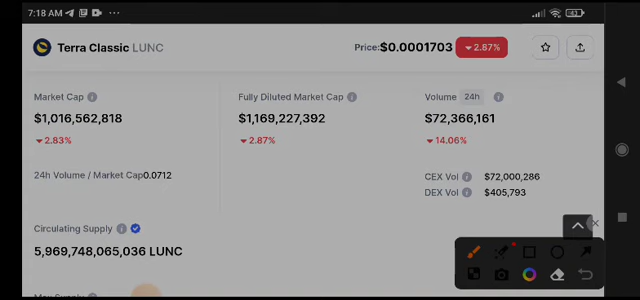 7:18 AM
Terra Classic LUNC Price:$0.0001703 2.87%
Market Cap Fully Diluted Market Cap Volume 24h
$1,016,562,818 $1,169,227,392 $72,366,161
2.83% 2.87% 14.06%
24h Volume / Market Cap0.0712 CEX Vol $72,000,286
DEX Vol $405,793
Circulating Supply
5,969,748,065,036 LUNC